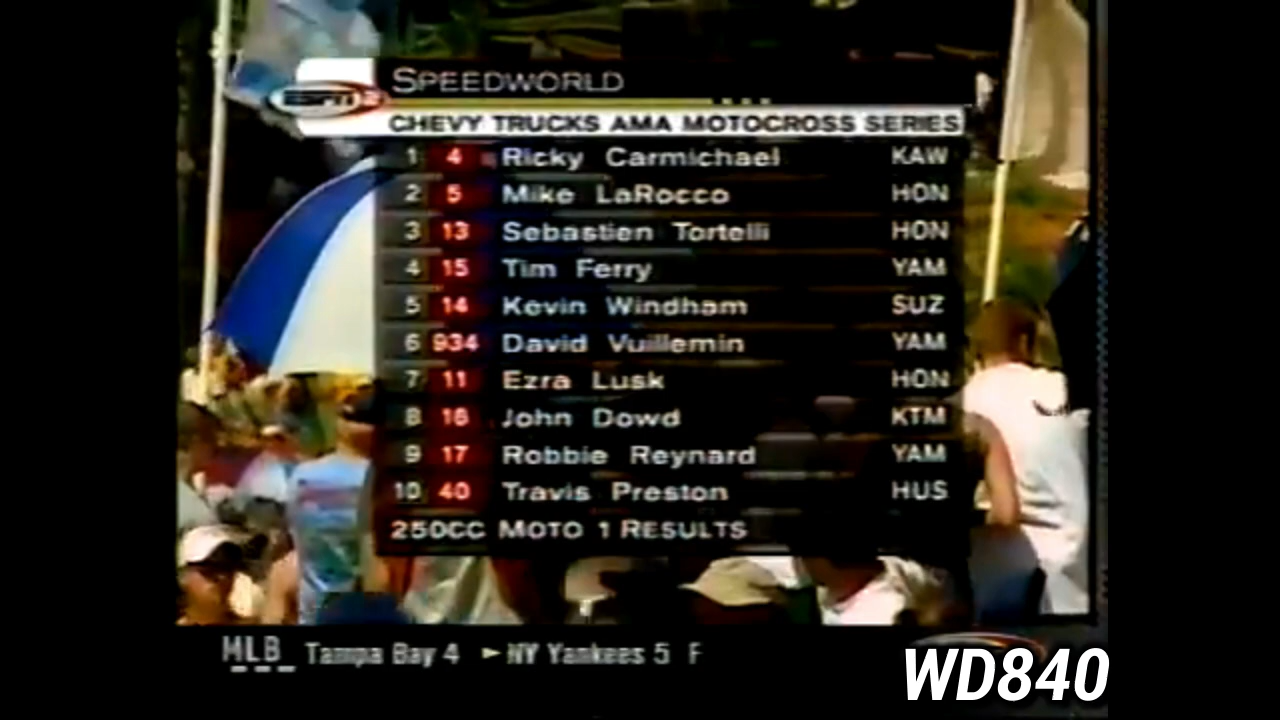 SPEEDWORLD
ESPN2
CHEVY TRUCKS AMA MOTOCROSS SERIES
1 4 Ricky Carmichael KAW
2 5 Mike LaRocco HON
3 13 Sebastien Tortelli HON
4 15 Tim Ferry YAM
5 14 Kevin Windham SUZ
6 934 David Vuillemin YAM
7 11 Ezra Lusk HON
8 16 John Dowd KTM
9 17 Robbie Reynard YAM
10 40 Travis Preston HUS
250CC MOTO 1 RESULTS
MLB Tampa Bay 4 ►NY Yankees 5 F
WD840